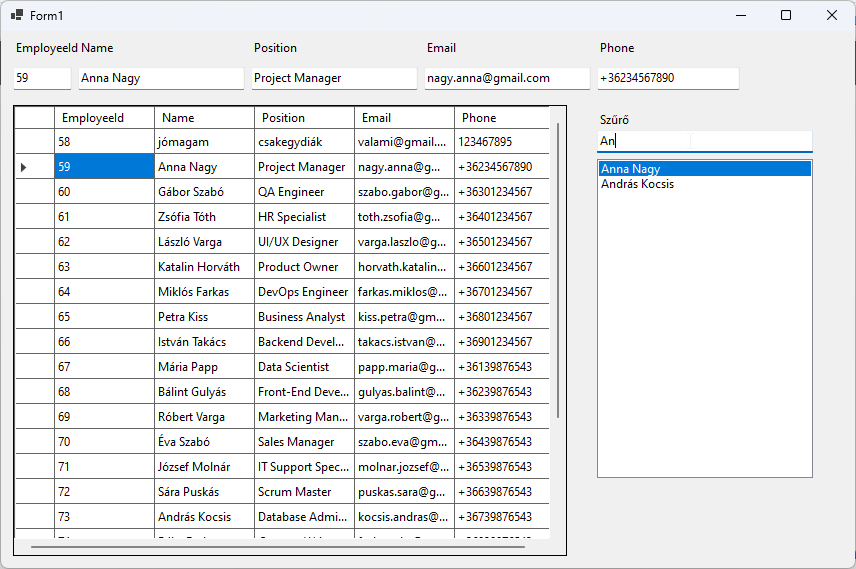 Form1
EmployeeId Name Position Email Phone
59 Anna Nagy Project Manager nagy.anna@gmail.com +36234567890
EmployeeId Name Position Email Phone
58 jómagam csakegydiák valami@gmail.... 123467895
59 Anna Nagy Project Manager nagy.anna@g... +36234567890
60 Gábor Szabó QA Engineer szabo.gabor@g... +36301234567
61 Zsófia Tóth HR Specialist toth.zsofia@g... +36401234567
62 László Varga UI/UX Designer varga.laszlo@g... +36501234567
63 Katalin Horváth Product Owner horvath.katalin... +36601234567
64 Miklós Farkas DevOps Engineer farkas.miklos@... +36701234567
65 Petra Kiss Business Analyst kiss.petra@gm... +36801234567
66 István Takács Backend Devel... takacs.istvan@... +36901234567
67 Mária Papp Data Scientist papp.maria@g... +36139876543
68 Bálint Gulyás Front-End Deve... gulyas.balint@... +36239876543
69 Róbert Varga Marketing Man... varga.robert@g... +36339876543
70 Éva Szabó Sales Manager szabo.eva@gm... +36439876543
71 József Molnár IT Support Spec... molnar.jozsef@... +36539876543
72 Sára Puskás Scrum Master puskas.sara@g... +36639876543
73 András Kocsis Database Admi... kocsis.andras@... +36739876543
Szűrő
An
Anna Nagy
András Kocsis